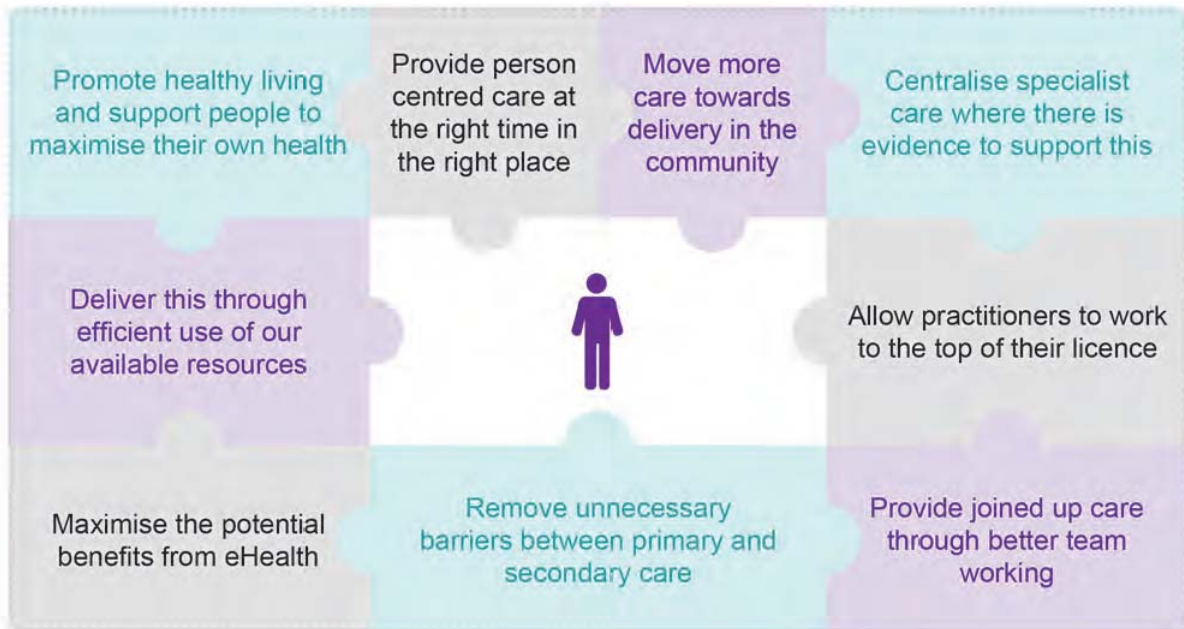 Promote healthy living
and support people to
maximise their own health
Provide person
centred care at
the right time in
the right place
Move more
care towards
delivery in the
community
Centralise specialist
care where there is
evidence to support this
Deliver this through
efficient use of our
available resources
Allow practitioners to work
to the top of their licence
Maximise the potential
benefits from eHealth
Remove unnecessary
barriers between primary and
secondary care
Provide joined up care
through better team
working